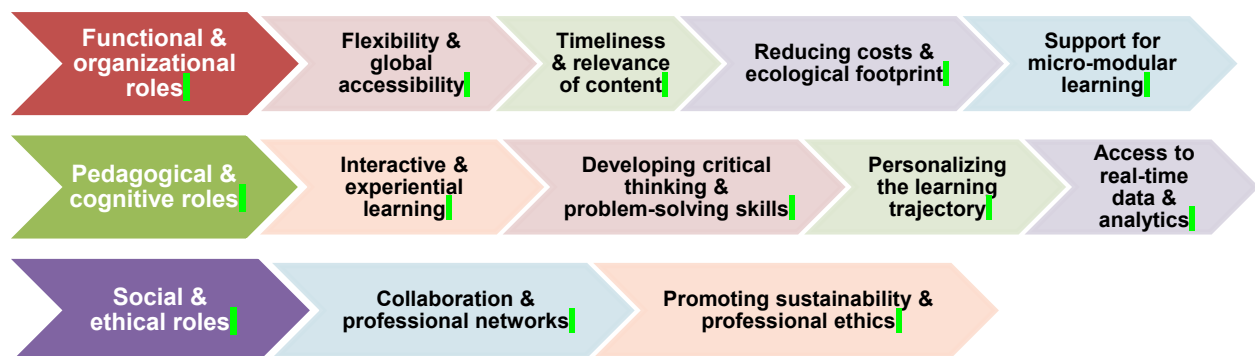 Functional &
organizational
roles
Flexibility &
global
accessibility
Timeliness
& relevance
of content
Reducing costs &
ecological footprint
Support for
micro-modular
learning
Pedagogical &
cognitive roles
Interactive &
experiential
learning
Developing critical
thinking &
problem-solving skills
Personalizing
the learning
trajectory
Access to
real-time
data &
analytics
Social &
ethical roles
Collaboration &
professional networks
Promoting sustainability &
professional ethics